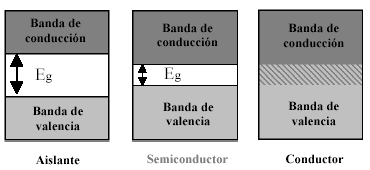 Banda de
conducción
Eg
Banda de
valencia
Aislante
Banda de
conducción
Eg
Banda de
valencia
Semiconductor
Banda de
conducción
Banda de
valencia
Conductor